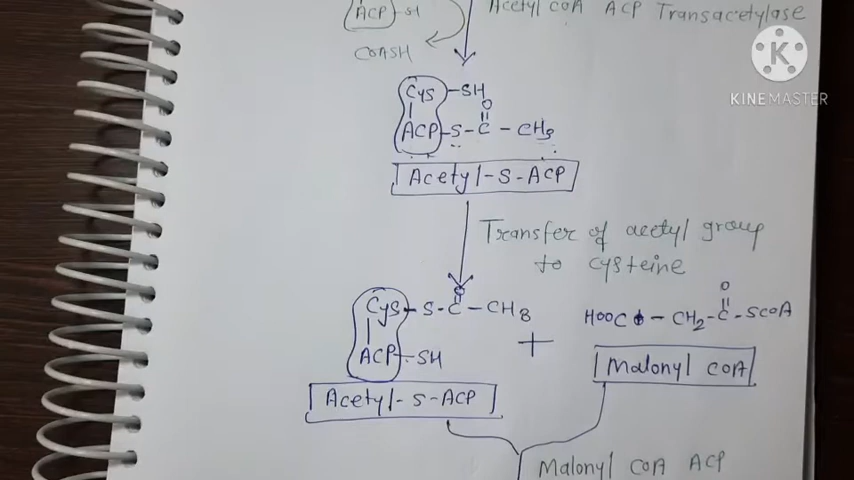 ACP-SH
Acetyl coA ACP Transacetylase
COASH
KINEMASTER
Cys-SH
O
ACP-S-C-CH3
Acetyl-S-ACP
Transfer of acetyl group
to cysteine
O
Cys-S-C-CH3
HOOC-CH2-C-SCOA
ACP-SH
+
Malonyl COA
Acetyl-S-ACP
Malonyl COA ACP